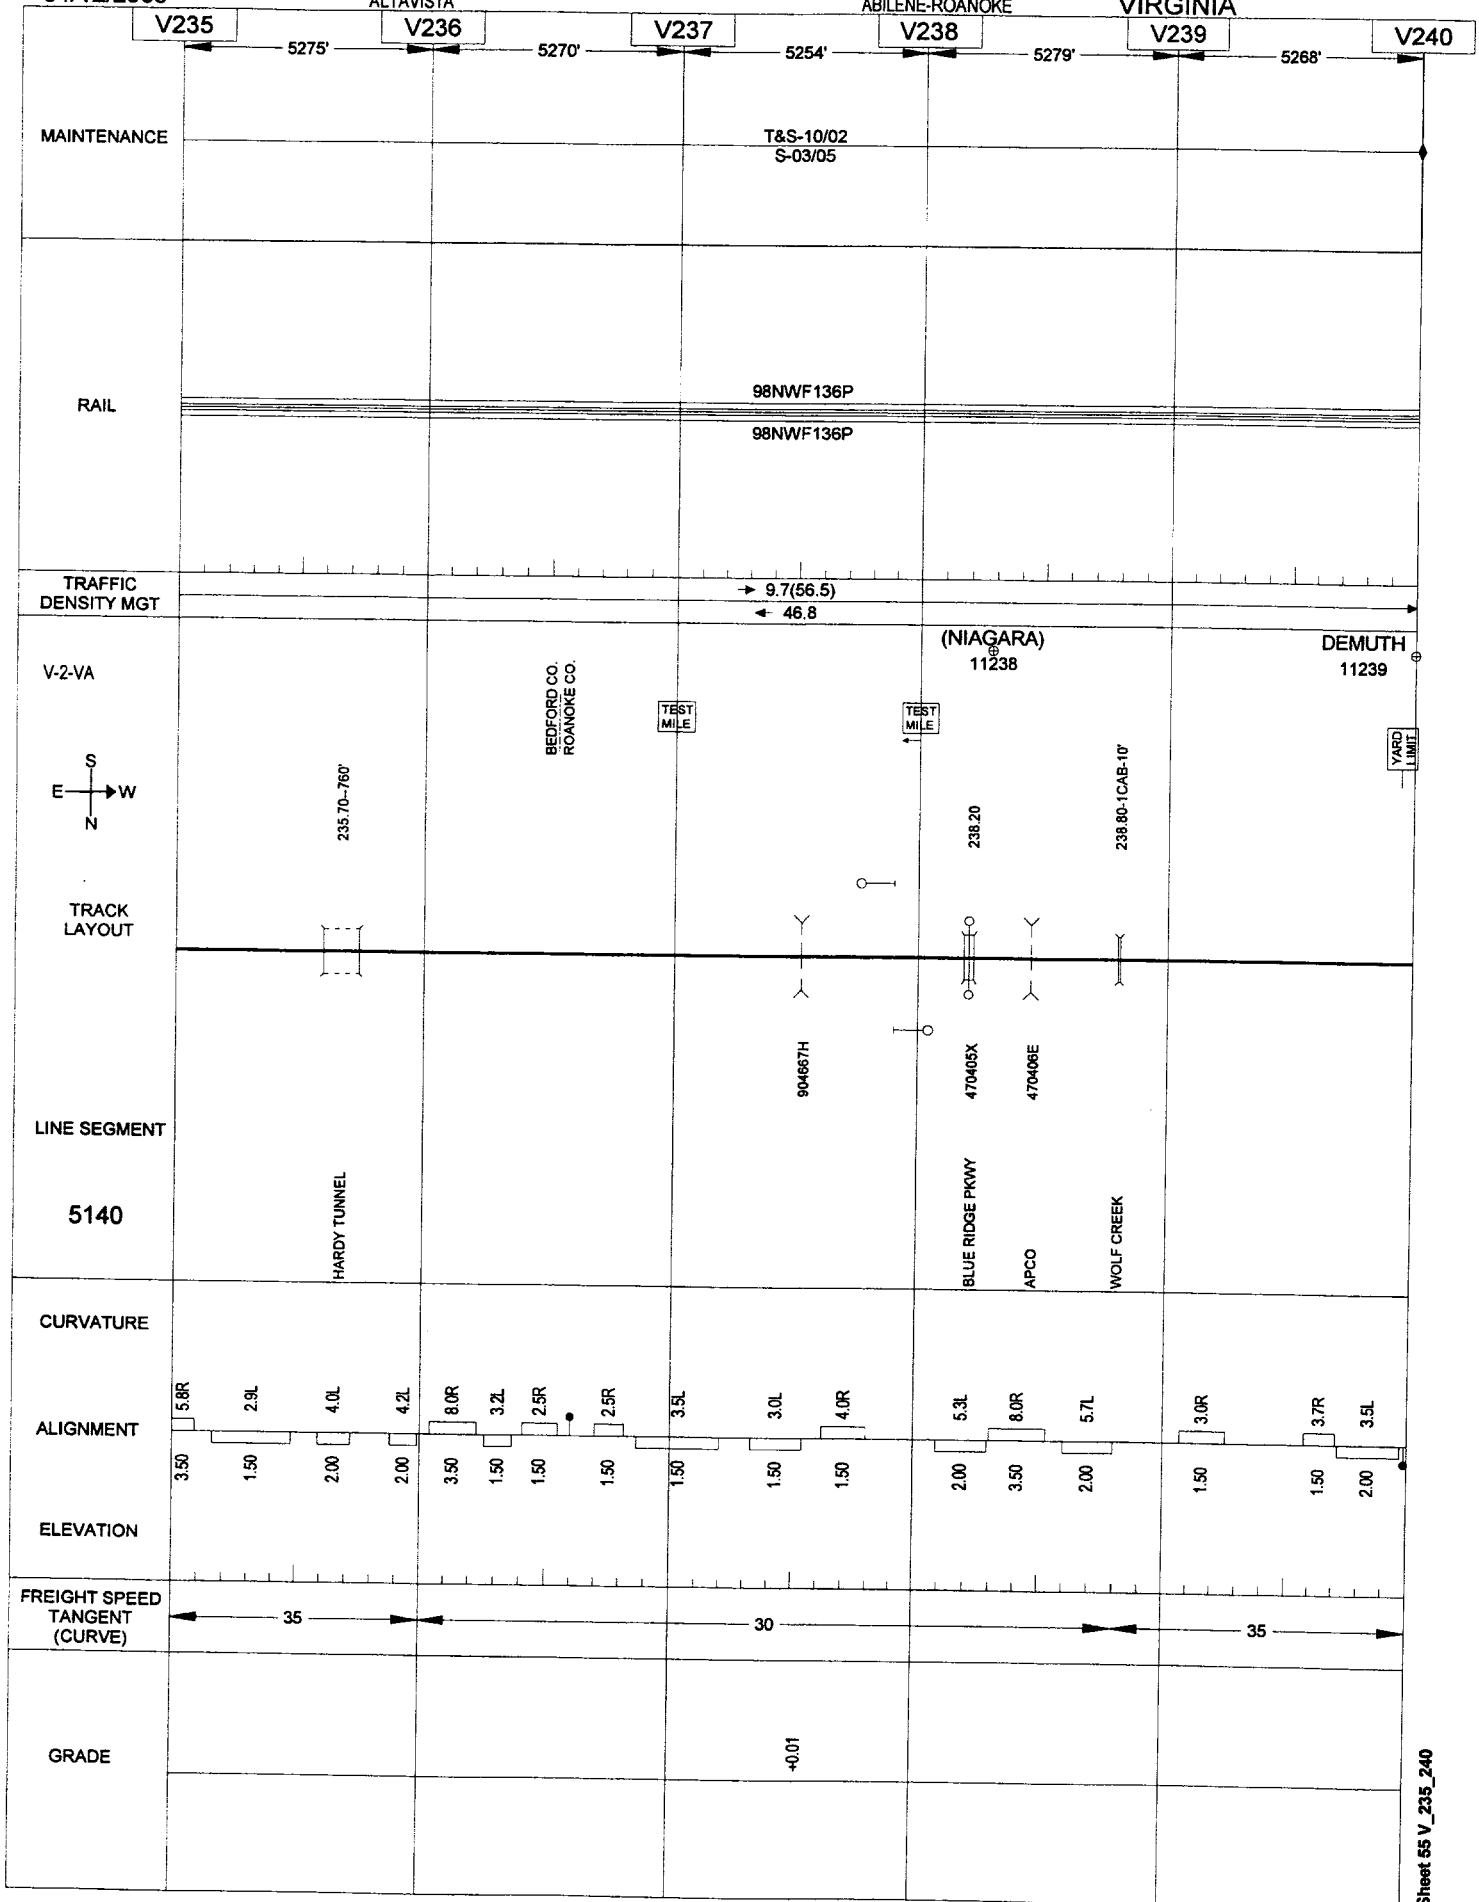 ALTAVISTA
ABILENE-ROANOKE
VIRGINIA
V235
V236
V237
V238
V239
V240
5275'
5270'
5254'
5279'
5268'
MAINTENANCE
T&S-10/02
S-03/05
RAIL
98NWF136P
98NWF136P
TRAFFIC
DENSITY MGT
9.7(56.5)
46.8
V-2-VA
BEDFORD CO.
ROANOKE CO.
TEST
MILE
TEST
MILE
(NIAGARA)
11238
DEMUTH
11239
YARD
LIMIT
S
E W
N
235.70--760'
238.20
238.80-1CAB-10'
TRACK
LAYOUT
904667H
470405X
470406E
LINE SEGMENT
5140
HARDY TUNNEL
BLUE RIDGE PKWY
APCO
WOLF CREEK
CURVATURE
5.8R
2.9L
4.0L
4.2L
8.0R
3.2L
2.5R
2.5R
3.5L
3.0L
4.0R
5.3L
8.0R
5.7L
3.0R
3.7R
3.5L
ALIGNMENT
3.50
1.50
2.00
2.00
3.50
1.50
1.50
1.50
1.50
1.50
1.50
2.00
3.50
2.00
1.50
1.50
2.00
ELEVATION
FREIGHT SPEED
TANGENT
(CURVE)
35
30
35
GRADE
+0.01
Sheet 55 V_235_240